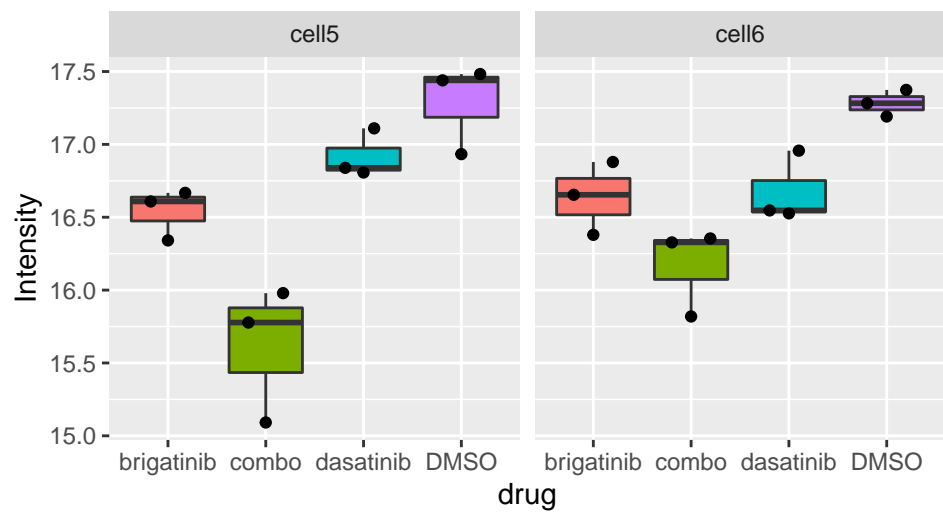 cell5 cell6
17.5
17.0
16.5
16.0
15.5
15.0
Intensity
brigatinib combo dasatinib DMSO brigatinib combo dasatinib DMSO
drug